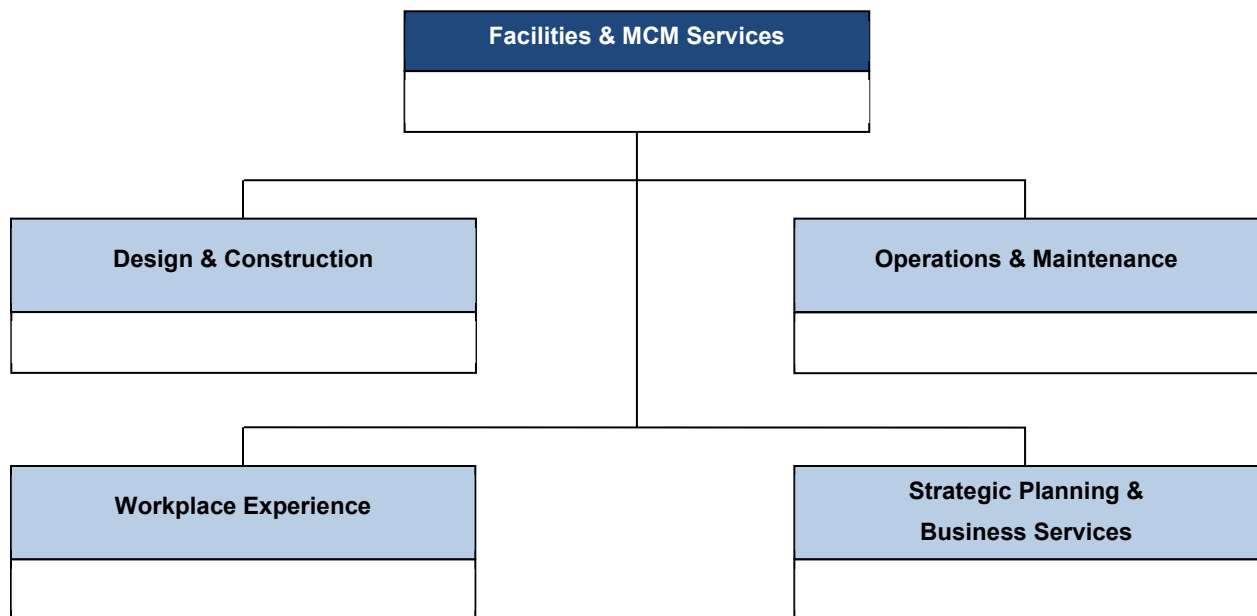 Facilities & MCM Services
Design & Construction
Operations & Maintenance
Workplace Experience
Strategic Planning &
Business Services